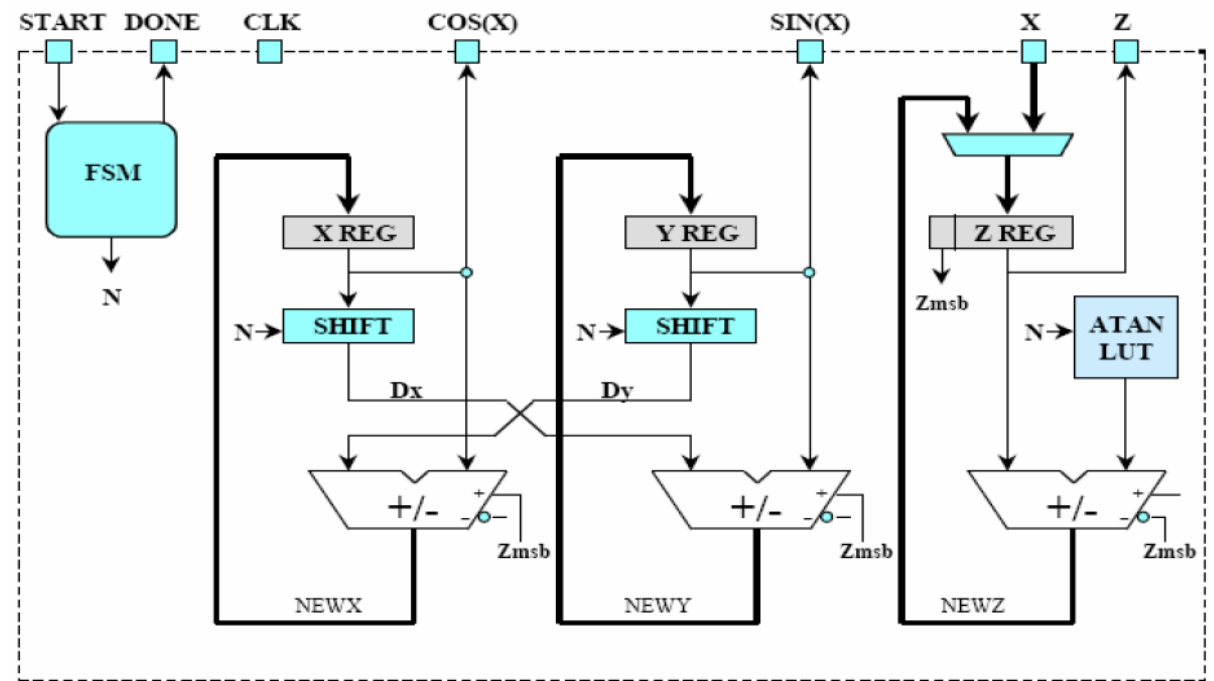 START DONE CLK COS(X) SIN(X) X Z
FSM
N
X REG
Y REG
Z REG
Zmsb
N
SHIFT
N
SHIFT
N
ATAN
LUT
Dx
Dy
+/-
+
-
Zmsb
+/-
+
-
Zmsb
+/-
+
-
Zmsb
NEWX
NEWY
NEWZ